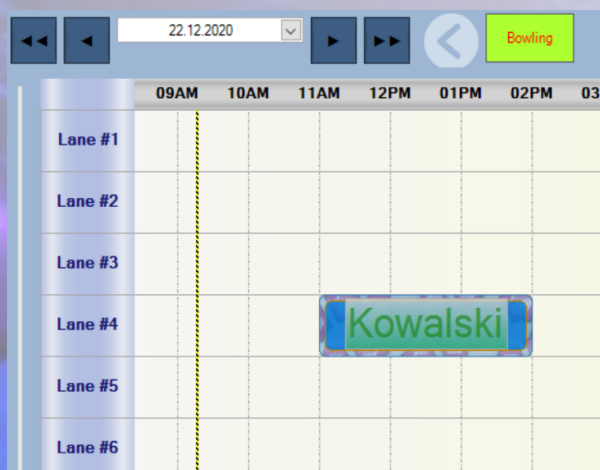 22.12.2020
Bowling
09AM 10AM 11AM 12PM 01PM 02PM 03
Lane #1
Lane #2
Lane #3
Lane #4 Kowalski
Lane #5
Lane #6